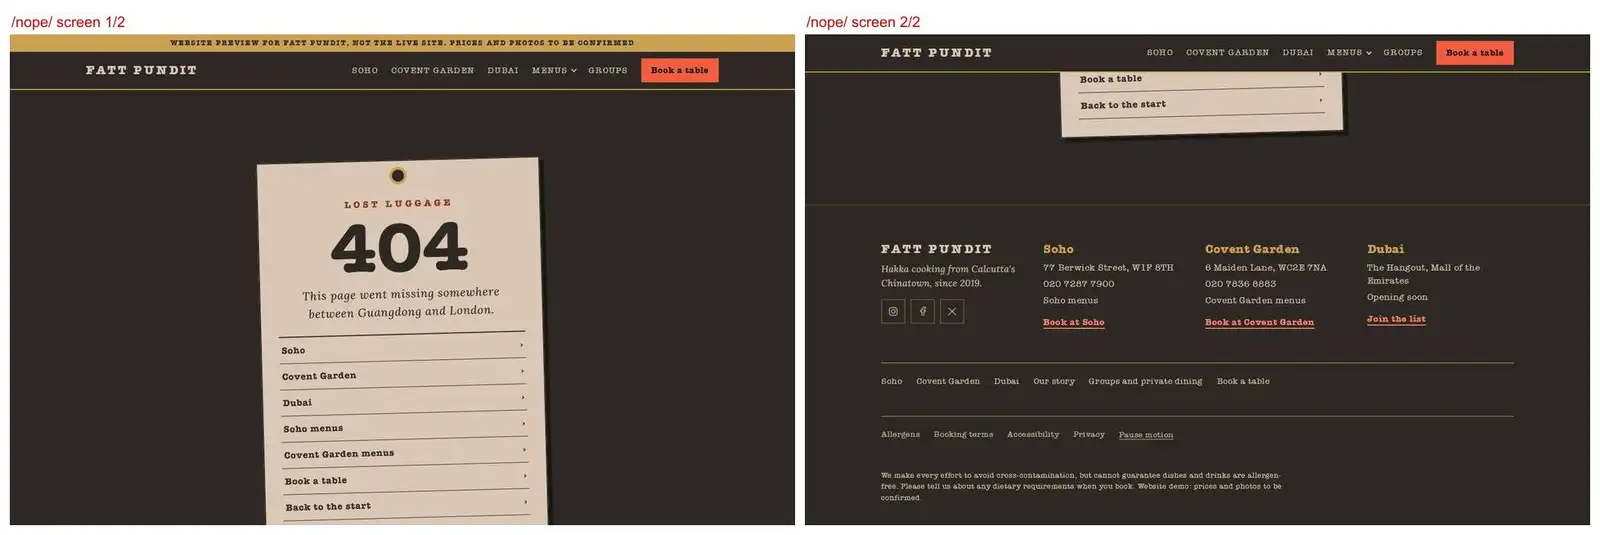 /nope/ screen 1/2
WEBSITE PREVIEW FOR FATT PUNDIT, NOT THE LIVE SITE. PRICES AND PHOTOS TO BE CONFIRMED
FATT PUNDIT
SOHO COVENT GARDEN DUBAI MENUS GROUPS Book a table
LOST LUGGAGE
404
This page went missing somewhere
between Guangdong and London.
Soho
Covent Garden
Dubai
Soho menus
Covent Garden menus
Book a table
Back to the start
/nope/ screen 2/2
FATT PUNDIT
SOHO COVENT GARDEN DUBAI MENUS GROUPS Book a table
Book a table
Back to the start
FATT PUNDIT
Hakka cooking from Calcutta's
Chinatown, since 2019.
Soho
77 Berwick Street, W1F 8TH
020 7287 7900
Soho menus
Book at Soho
Covent Garden
6 Maiden Lane, WC2E 7NA
020 7836 8883
Covent Garden menus
Book at Covent Garden
Dubai
The Hangout, Mall of the
Emirates
Opening soon
Join the list
Soho Covent Garden Dubai Our story Groups and private dining Book a table
Allergens Booking terms Accessibility Privacy Pause motion
We make every effort to avoid cross-contamination, but cannot guarantee dishes and drinks are allergen-
free. Please tell us about any dietary requirements when you book. Website demo: prices and photos to be
confirmed.